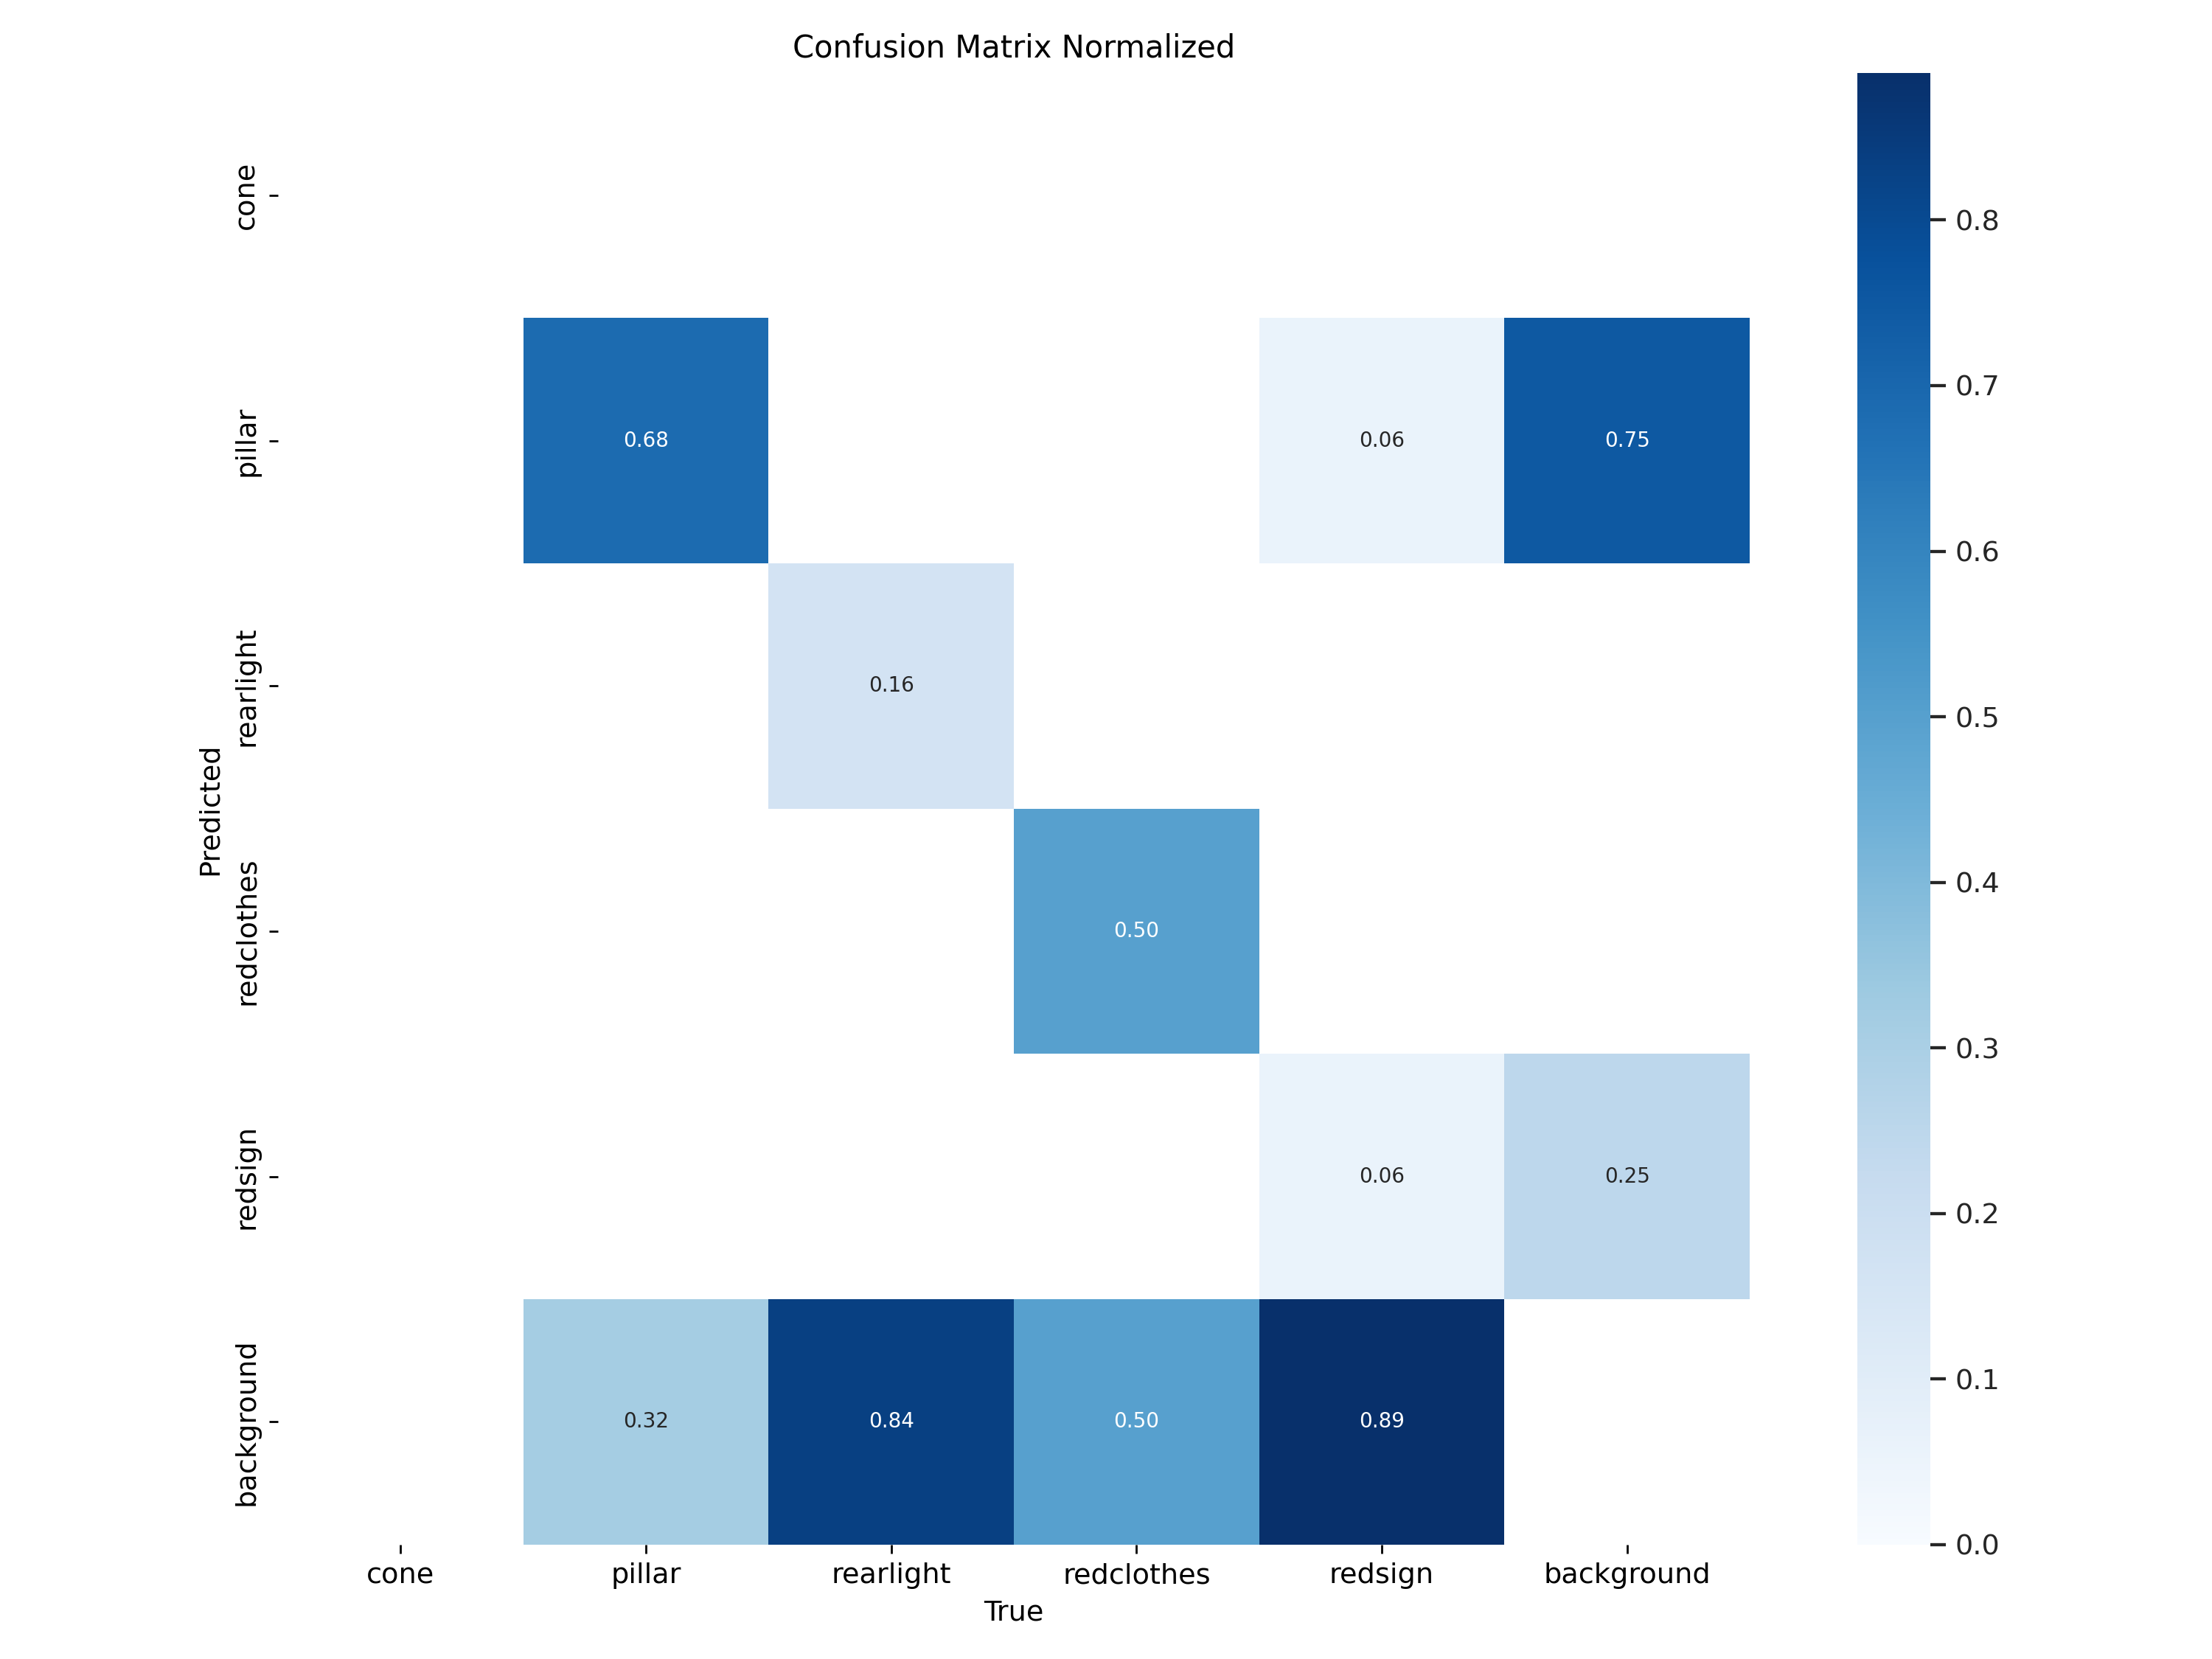 Confusion Matrix Normalized
cone
pillar
rearlight
redclothes
redsign
background
Predicted
0.68
0.06
0.75
0.16
0.50
0.06
0.25
0.32
0.84
0.50
0.89
cone
pillar
rearlight
redclothes
redsign
background
True
0.8
0.7
0.6
0.5
0.4
0.3
0.2
0.1
0.0